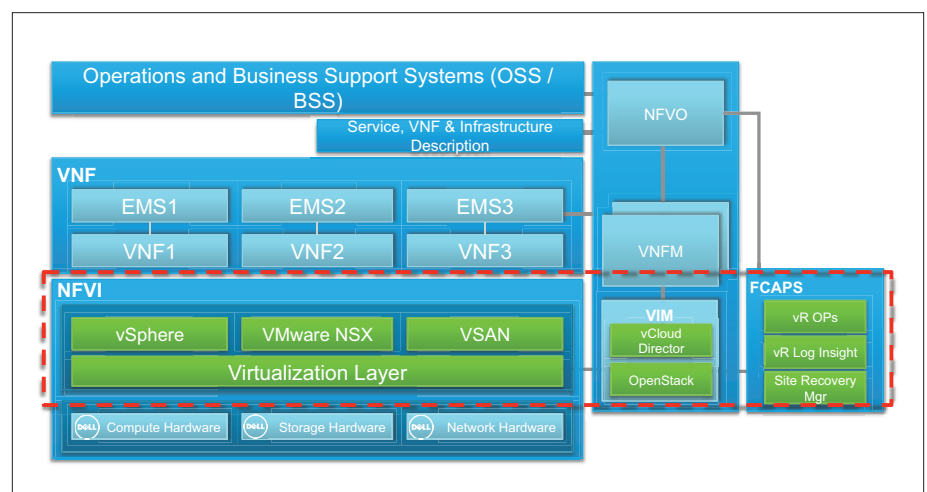 Operations and Business Support Systems (OSS /
BSS)
NFVO
Service, VNF & Infrastructure
Description
VNF
EMS1
EMS2
EMS3
VNF1
VNF2
VNF3
VNFM
NFVI
FCAPS
vSphere
VMware NSX
VSAN
Virtualization Layer
VIM
vCloud
Director
OpenStack
vR OPs
vR Log Insight
Site Recovery
Mgr
DELL Compute Hardware
DELL Storage Hardware
DELL Network Hardware